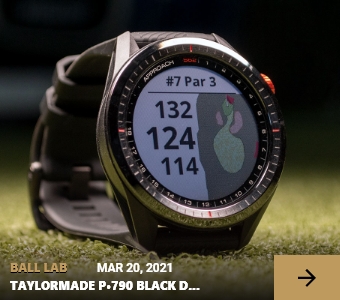 APPROACH
#7 Par 3
132
124
114
BALL LAB MAR 20, 2021
TAYLORMADE P•790 BLACK D...